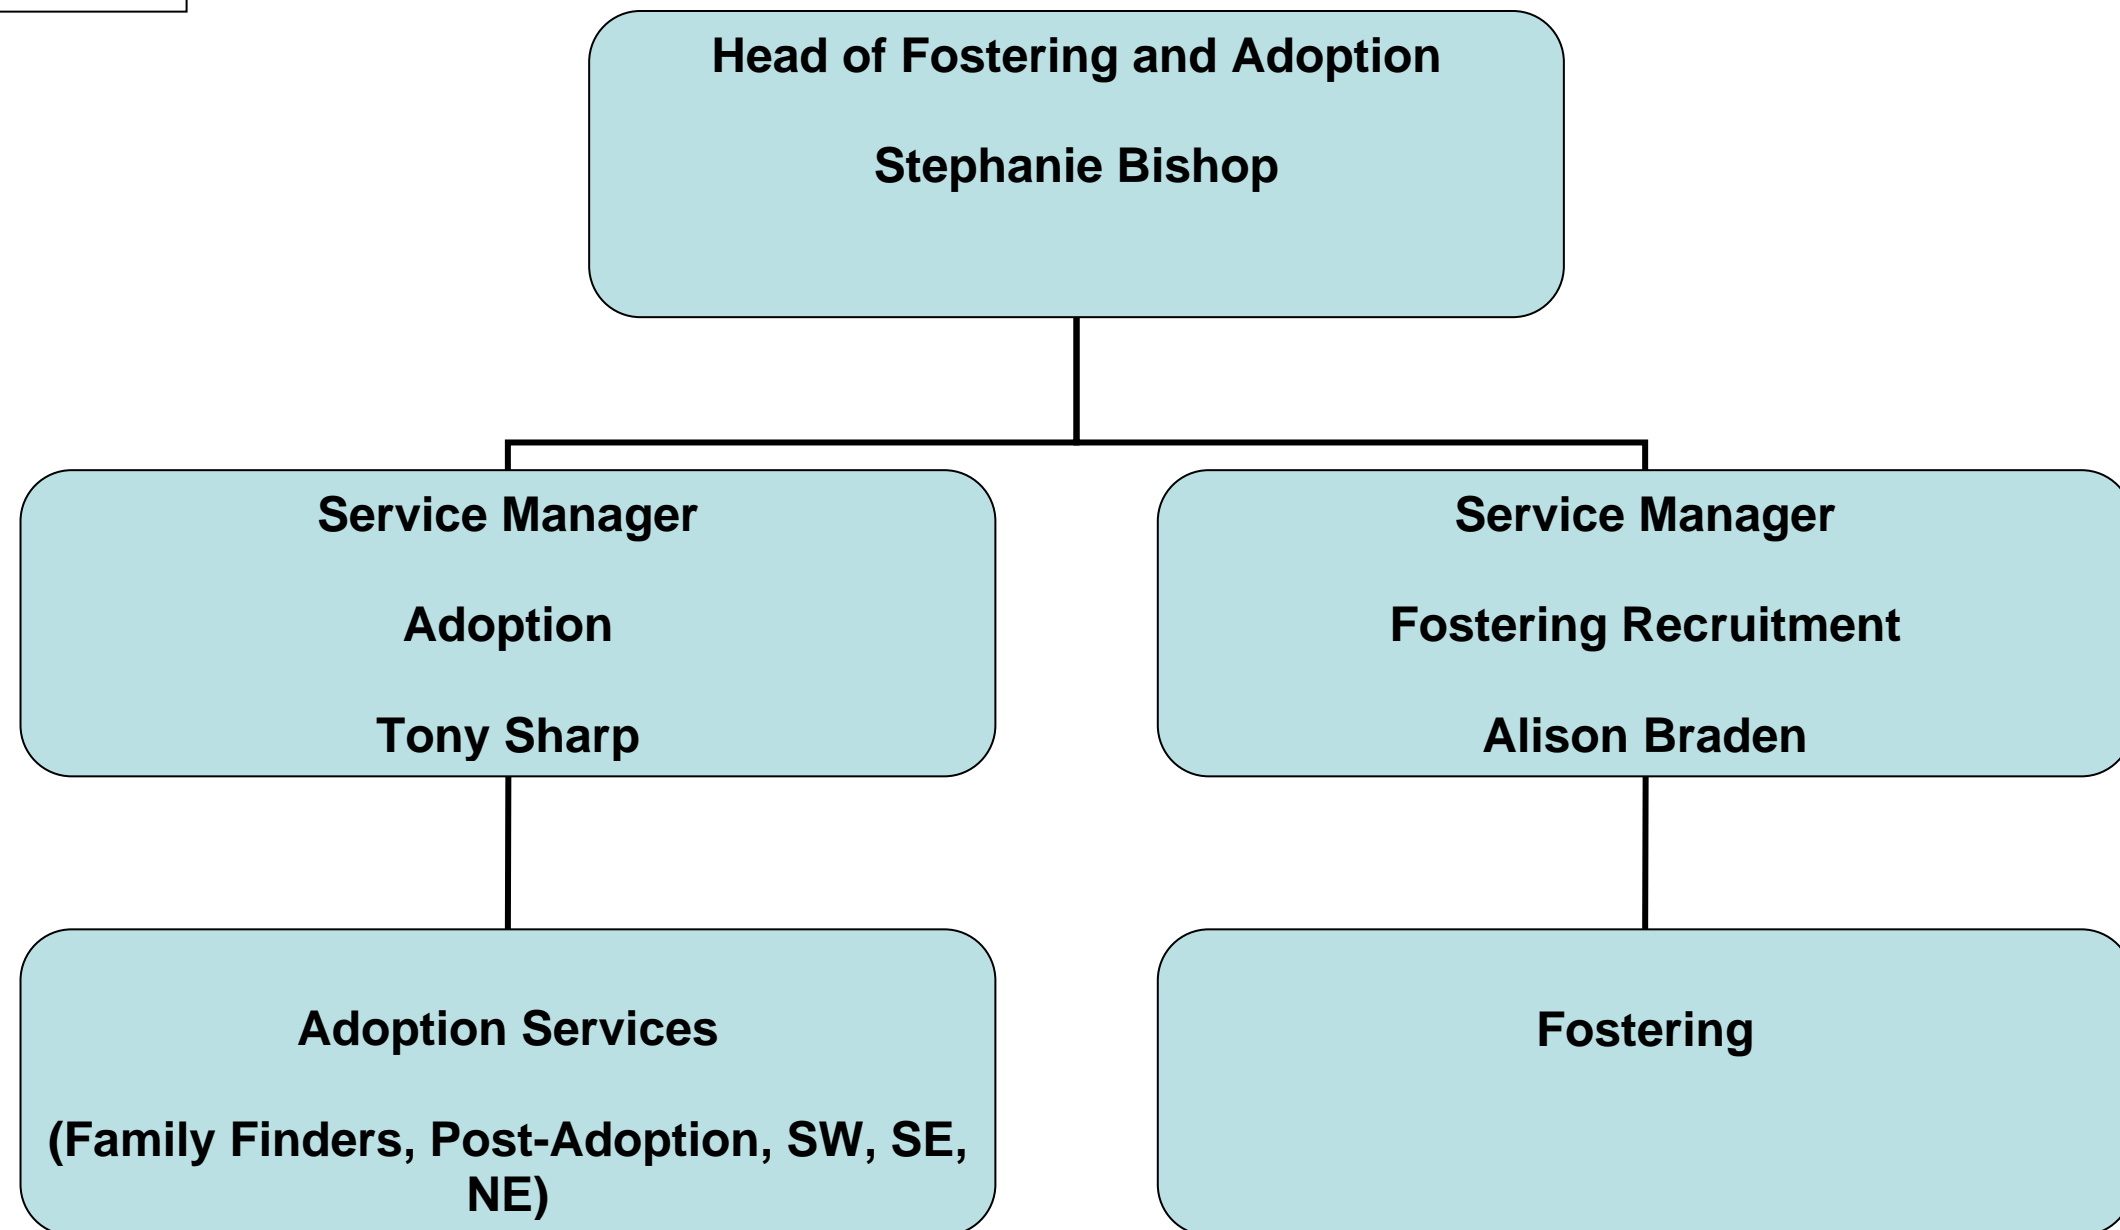 Head of Fostering and Adoption
Stephanie Bishop
Service Manager
Adoption
Tony Sharp
Service Manager
Fostering Recruitment
Alison Braden
Adoption Services
(Family Finders, Post-Adoption, SW, SE,
NE)
Fostering